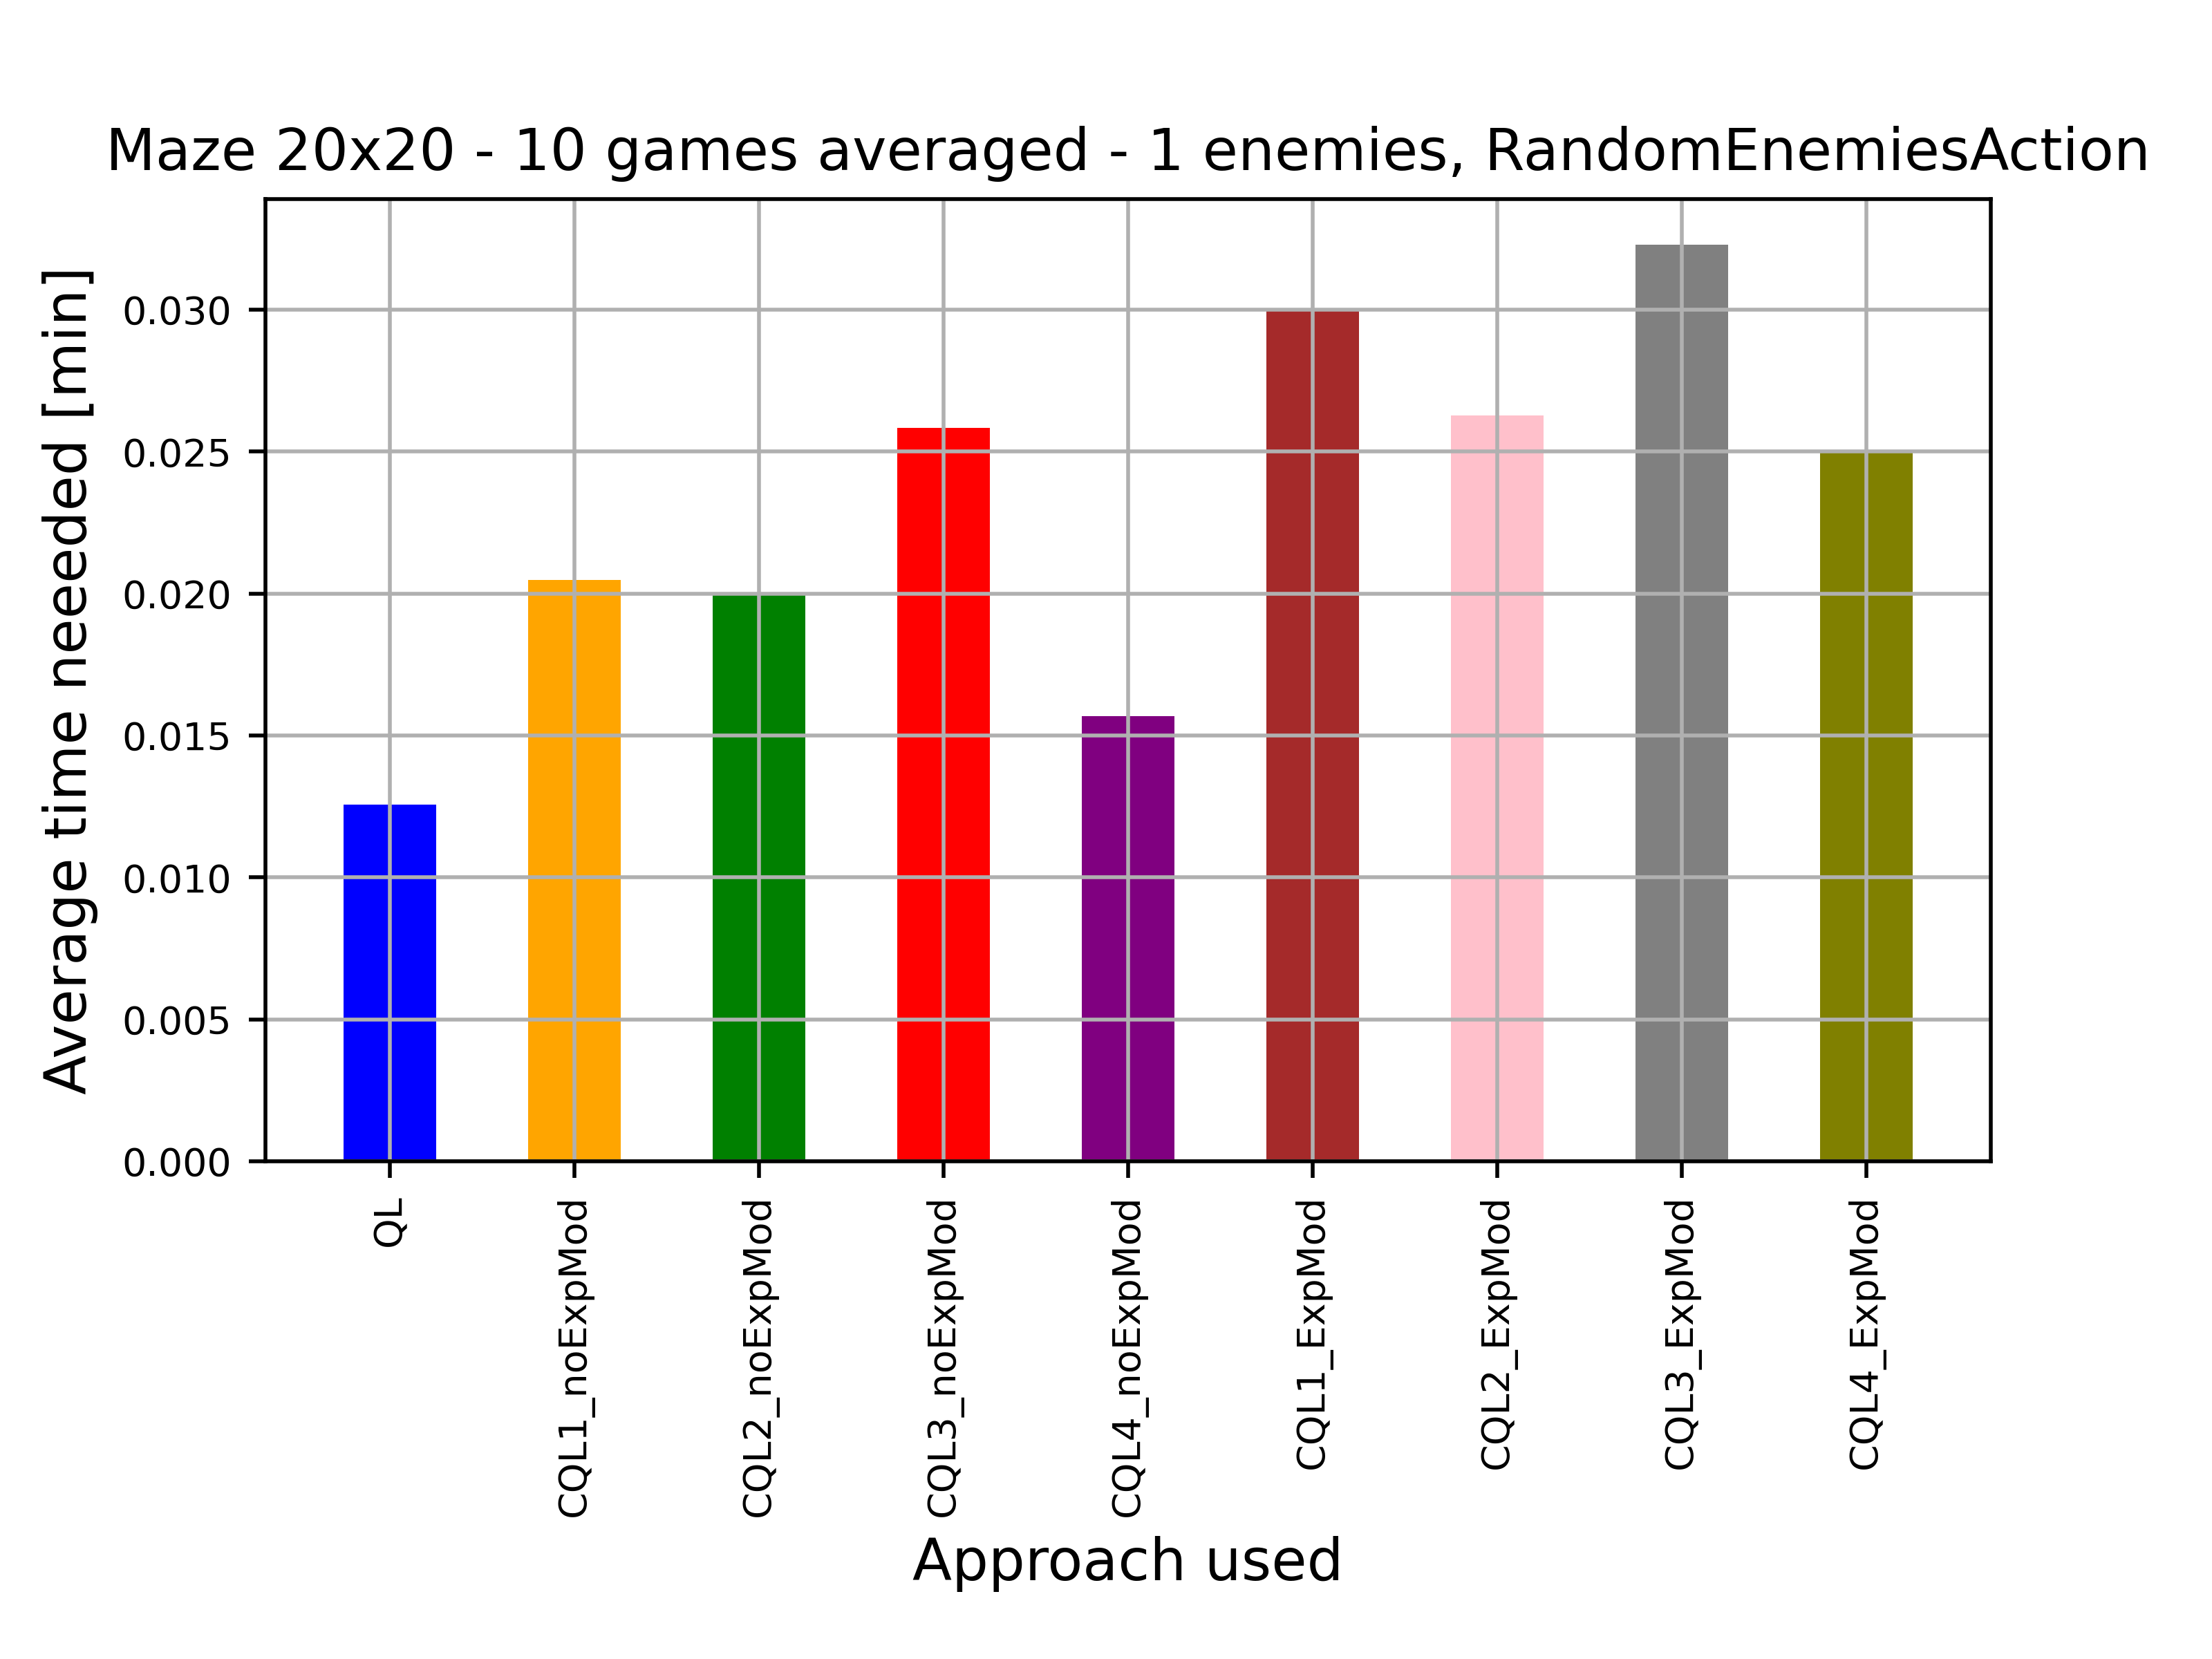 Maze 20x20 - 10 games averaged - 1 enemies, RandomEnemiesAction
Average time needed [min]
0.030
0.025
0.020
0.015
0.010
0.005
0.000
QL
CQL1_noExpMod
CQL2_noExpMod
CQL3_noExpMod
CQL4_noExpMod
CQL1_ExpMod
CQL2_ExpMod
CQL3_ExpMod
CQL4_ExpMod
Approach used